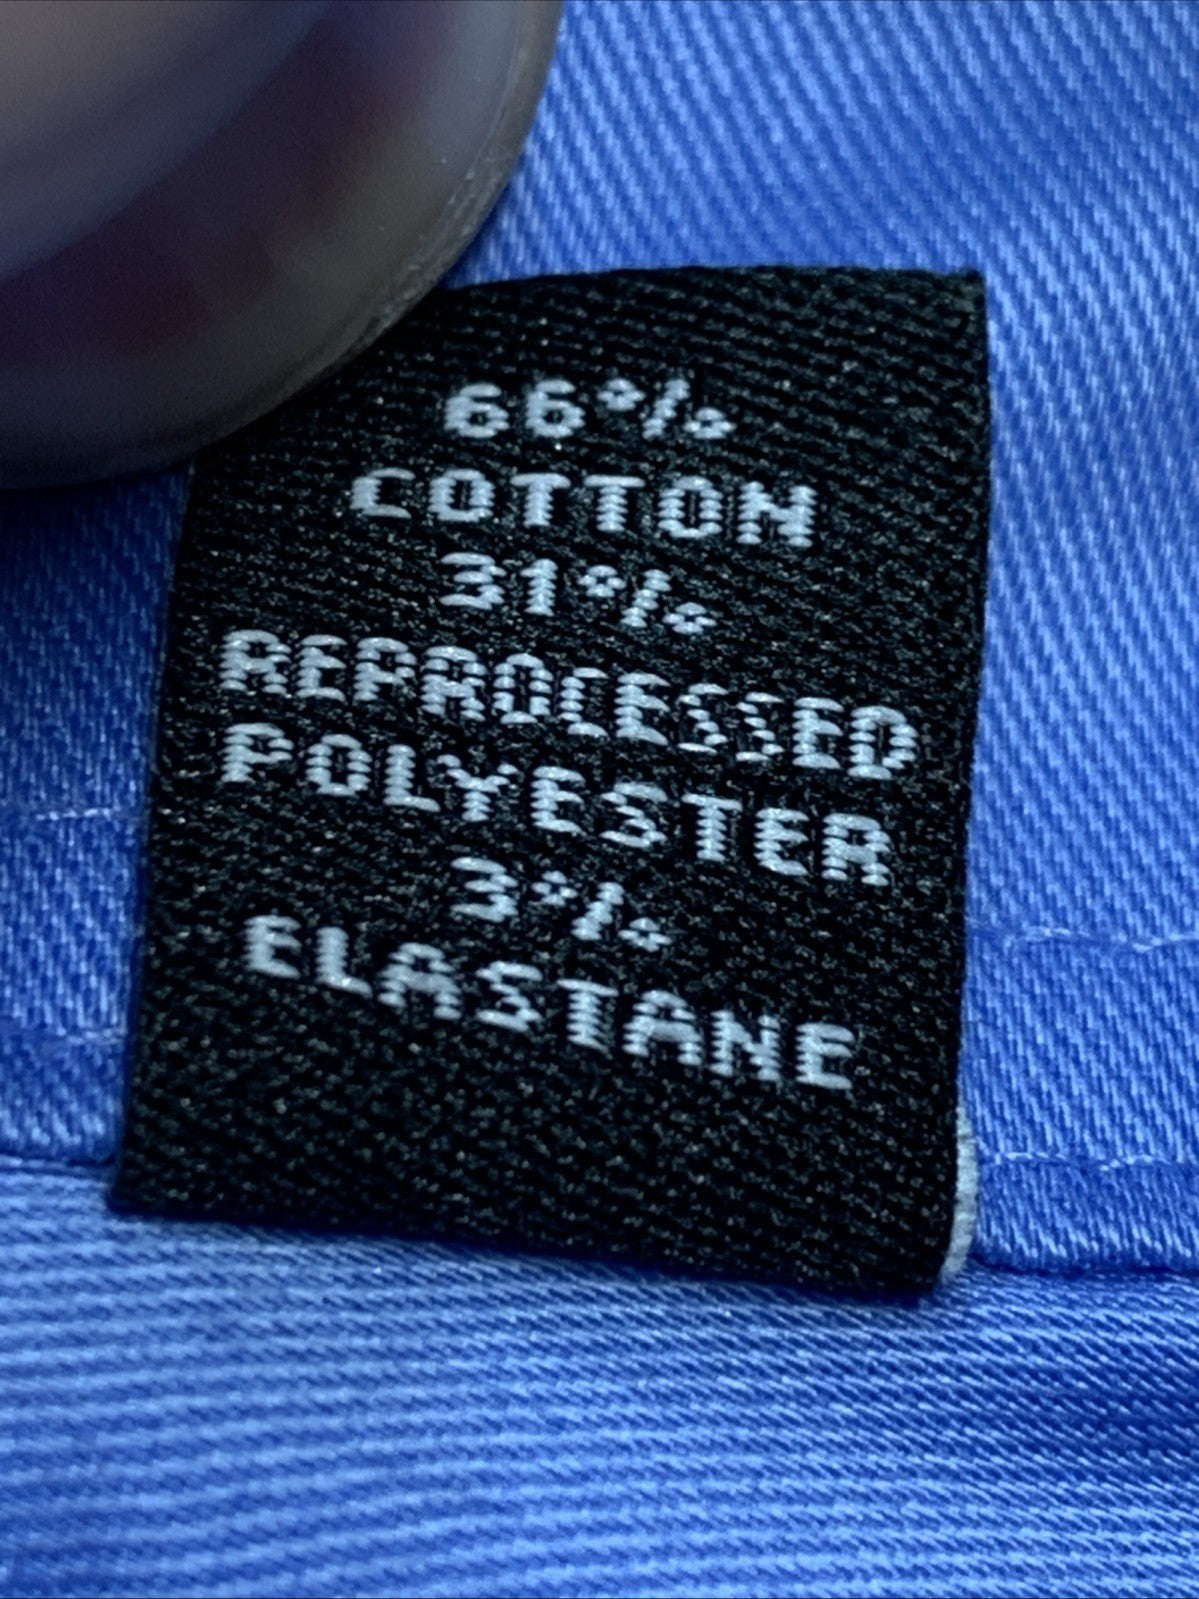 66%
COTTON
31%
REPROCESSED
POLYESTER
3%
ELASTANE